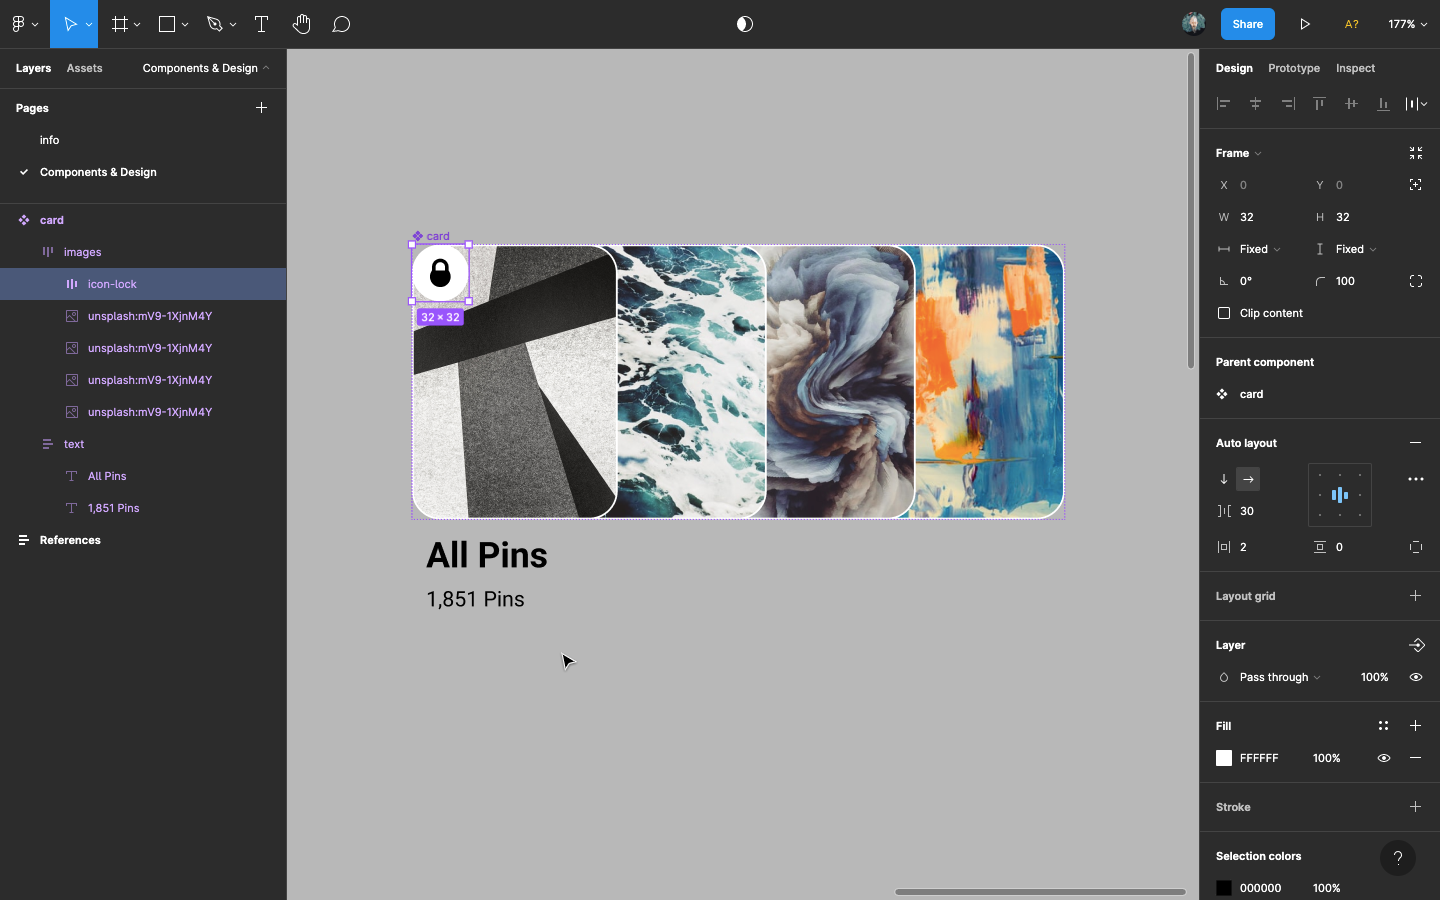 Share
A?
177%
Layers
Assets
Components & Design
Pages
info
Components & Design
card
images
icon-lock
unsplash:mV9-1XjnM4Y
unsplash:mV9-1XjnM4Y
unsplash:mV9-1XjnM4Y
unsplash:mV9-1XjnM4Y
text
All Pins
1,851 Pins
References
card
32 × 32
All Pins
1,851 Pins
Design
Prototype
Inspect
Frame
X 0
Y 0
W 32
H 32
Fixed
Fixed
0°
100
Clip content
Parent component
card
Auto layout
30
2
0
Layout grid
Layer
Pass through
100%
Fill
FFFFFF
100%
Stroke
Selection colors
?
000000
100%